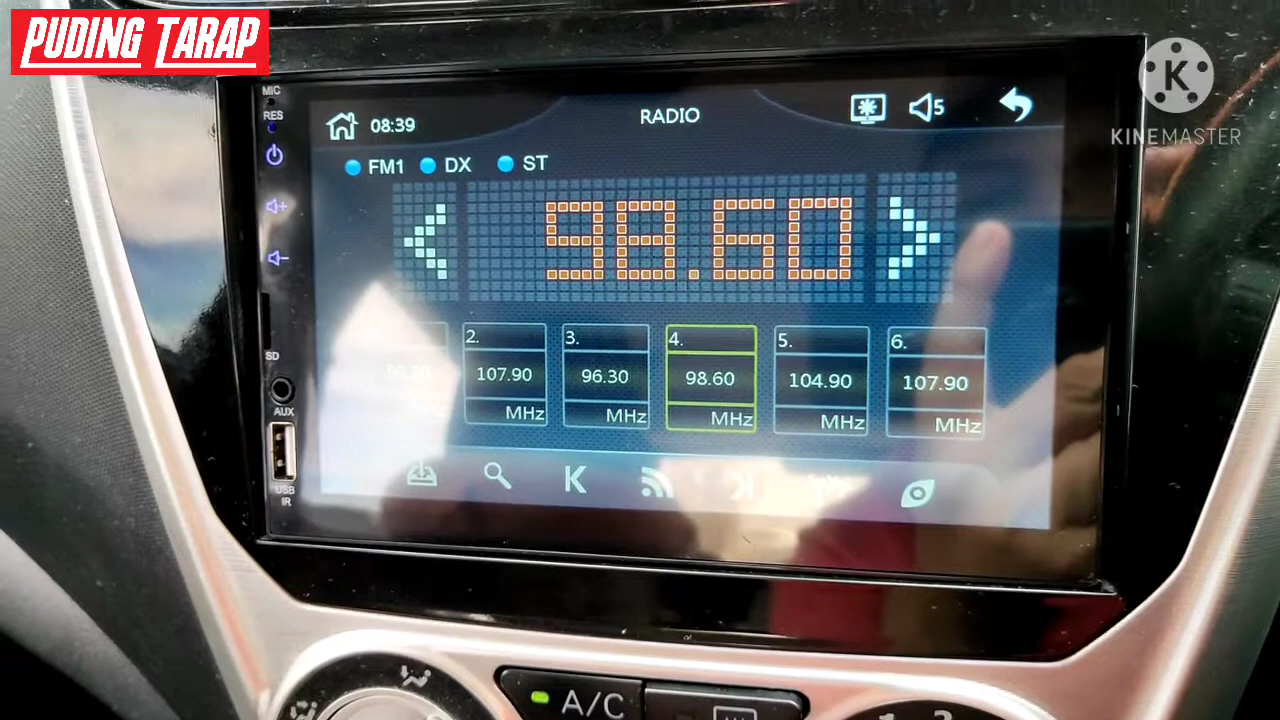 PUDING TARAP
KINEMASTER
MIC
RES
08:39
RADIO
5
FM1 DX ST
98.60
2.
107.90
MHz
3.
96.30
MHz
4.
98.60
MHz
5.
104.90
MHz
6.
107.90
MHz
SD
AUX
USB
IR
A/C